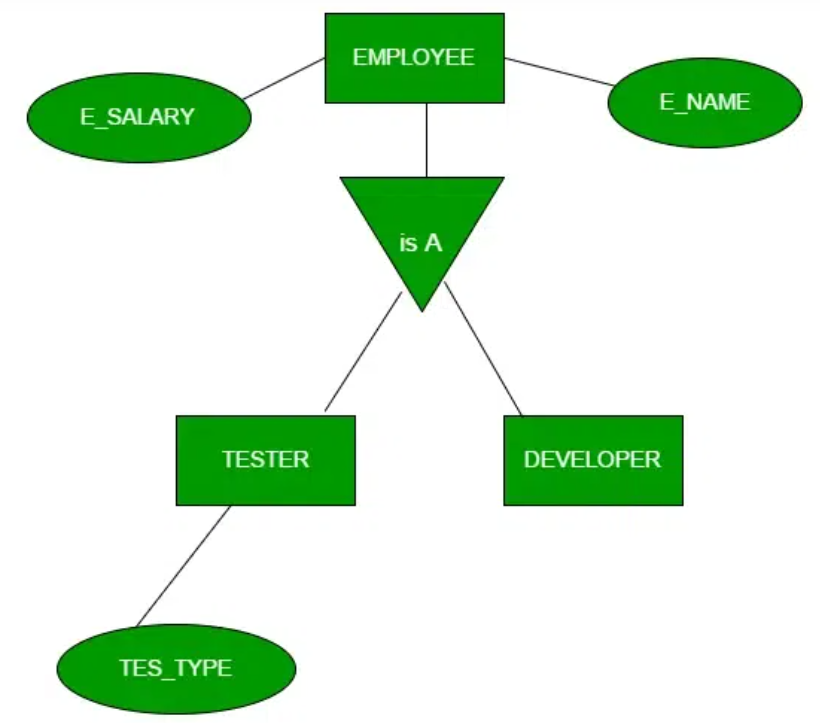 EMPLOYEE
E_SALARY
E_NAME
is A
TESTER
DEVELOPER
TES_TYPE